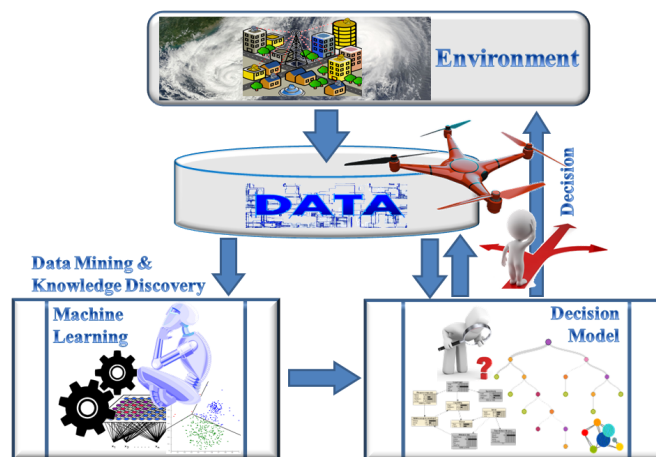 Environment
DATA
Decision
Data Mining &
Knowledge Discovery
Machine
Learning
Decision
Model
?